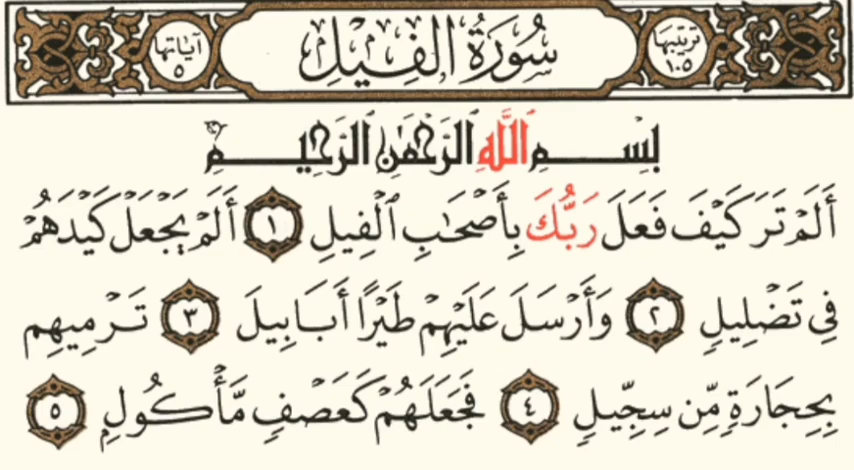 ترتيبها ١٠٥ سُورَةُ الفِيلِ آياتها ٥
بِسْمِ ٱللَّهِ ٱلرَّحْمَٰنِ ٱلرَّحِيمِ
أَلَمْ تَرَ كَيْفَ فَعَلَ رَبُّكَ بِأَصْحَٰبِ ٱلْفِيلِ ١ أَلَمْ يَجْعَلْ كَيْدَهُمْ
فِي تَضْلِيلٍ ٢ وَأَرْسَلَ عَلَيْهِمْ طَيْرًا أَبَابِيلَ ٣ تَرْمِيهِم
بِحِجَارَةٍ مِّن سِجِّيلٍ ٤ فَجَعَلَهُمْ كَعَصْفٍ مَّأْكُولٍ ٥